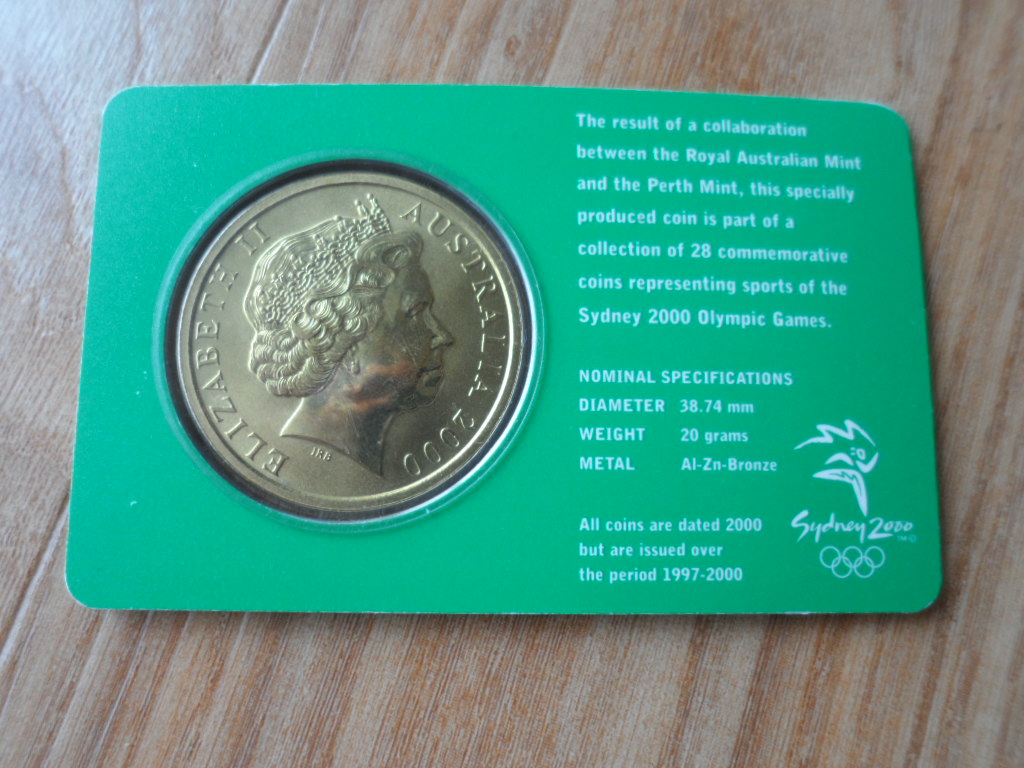 ELIZABETH II
AUSTRALIA 2000
IRB
The result of a collaboration
between the Royal Australian Mint
and the Perth Mint, this specially
produced coin is part of a
collection of 28 commemorative
coins representing sports of the
Sydney 2000 Olympic Games.
NOMINAL SPECIFICATIONS
DIAMETER 38.74 mm
WEIGHT 20 grams
METAL Al-Zn-Bronze
All coins are dated 2000
but are issued over
the period 1997-2000
Sydney 2000
TM ©